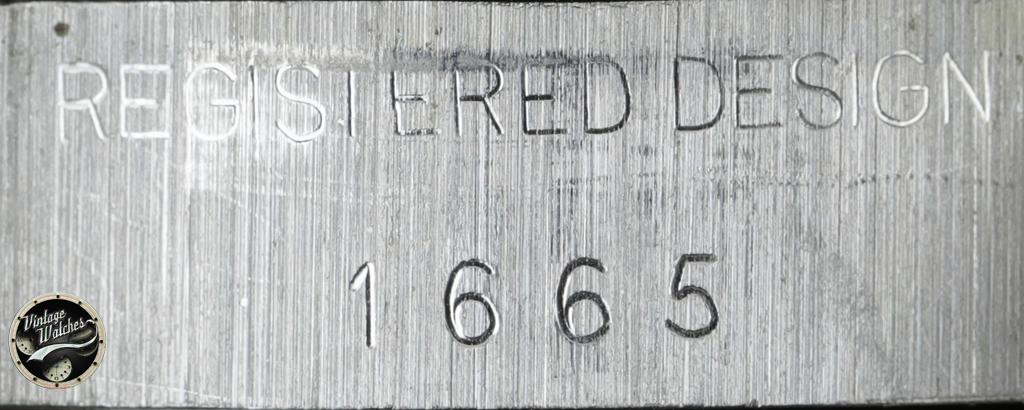 REGISTERED DESIGN
1665
Vintage
Watches